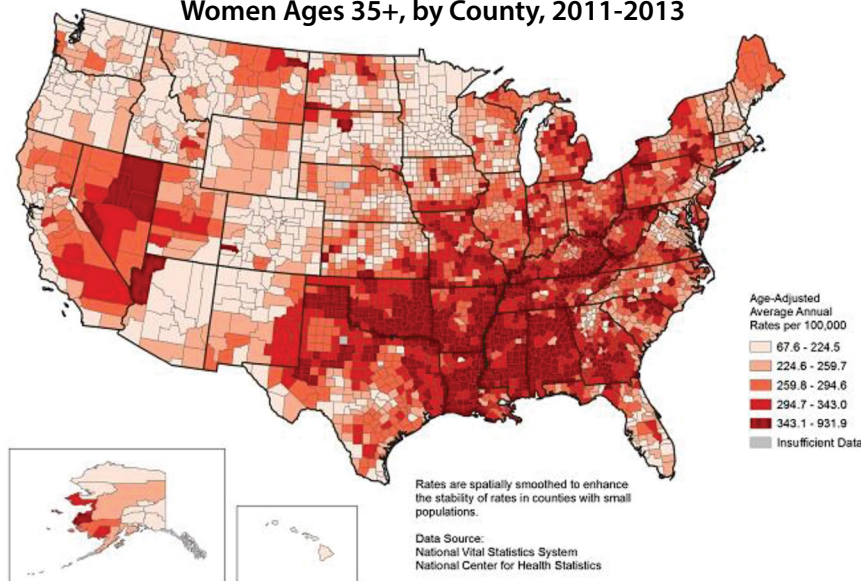 Women Ages 35+, by County, 2011-2013
Age-Adjusted
Average Annual
Rates per 100,000
67.6 - 224.5
224.6 - 259.7
259.8 - 294.6
294.7 - 343.0
343.1 - 931.9
Insufficient Data
Rates are spatially smoothed to enhance
the stability of rates in counties with small
populations.
Data Source:
National Vital Statistics System
National Center for Health Statistics